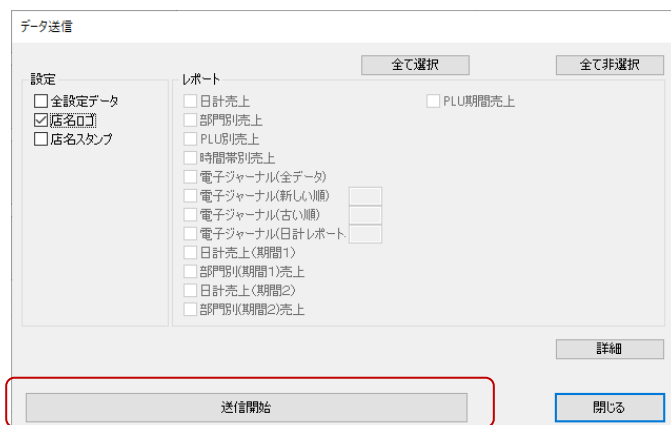 データ送信
全て選択
全て非選択
設定
全設定データ
店名ロゴ
店名スタンプ
レポート
日計売上
部門別売上
PLU別売上
時間帯別売上
電子ジャーナル(全データ)
電子ジャーナル(新しい順)
電子ジャーナル(古い順)
電子ジャーナル(日計レポート
日計売上(期間1)
部門別(期間1)売上
日計売上(期間2)
部門別(期間2)売上
PLU期間売上
詳細
送信開始
閉じる